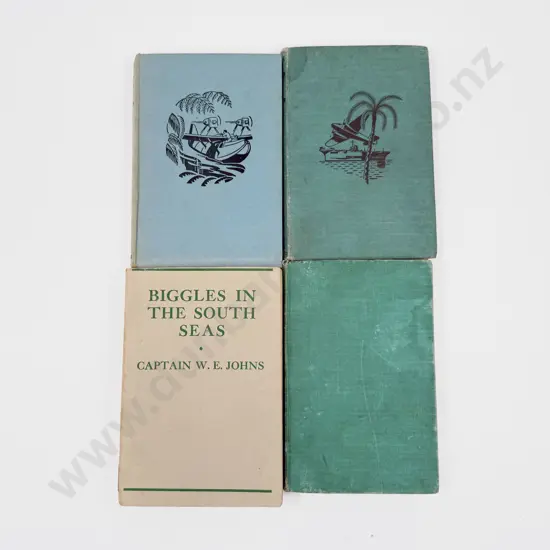 BIGGLES IN
THE SOUTH
SEAS
CAPTAIN W. E. JOHNS